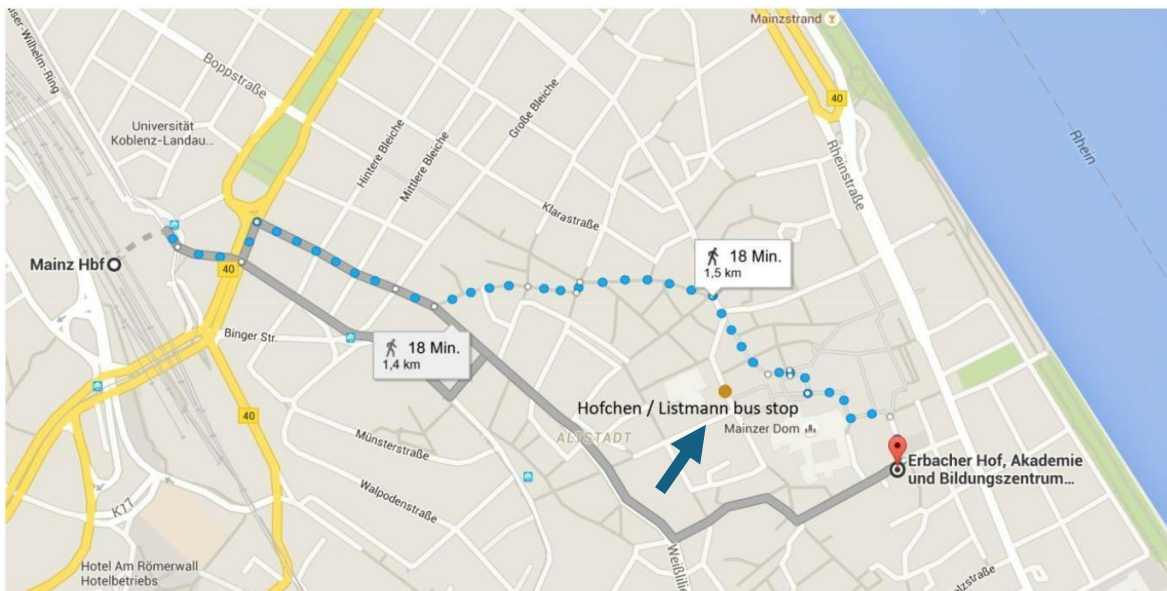 Mainzstrand
Boppstraße
Universität
Koblenz-Landau...
Hintere Bleiche
Mittlere Bleiche
Große Bleiche
40
40
Rheinstraße
Rhein
Klarastraße
Mainz Hbf
40
18 Min.
1,5 km
Binger Str.
18 Min.
1,4 km
Hofchen / Listmann bus stop
40
Mainzer Dom
ALTSTADT
Münsterstraße
Erbacher Hof, Akademie
und Bildungszentrum...
Walpodenstraße
K17
Hotel Am Römerwall
Hotelbetriebs
Weißlilie